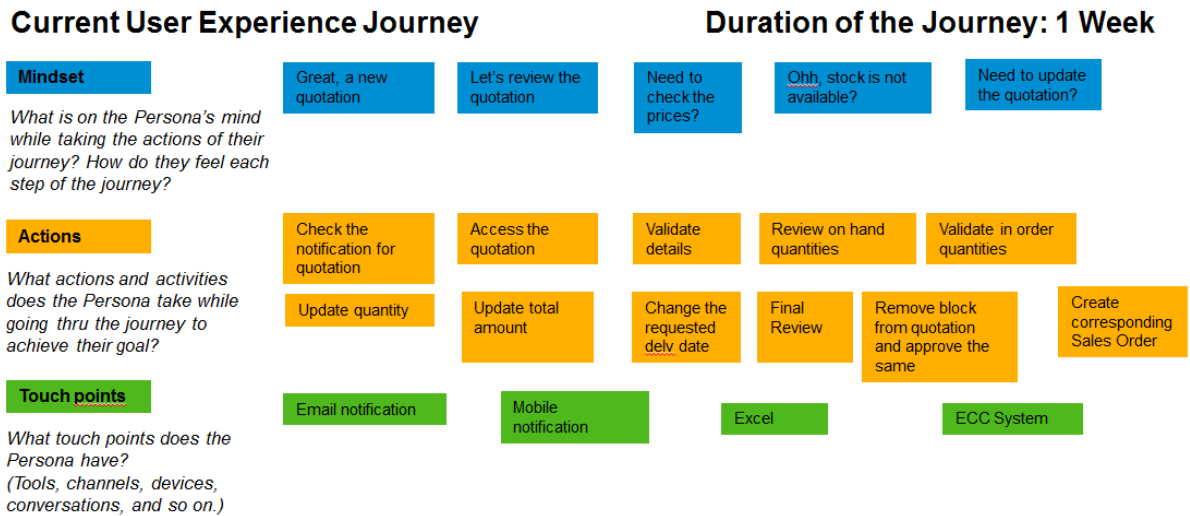 Current User Experience Journey
Duration of the Journey: 1 Week
Mindset
What is on the Persona's mind
while taking the actions of their
journey? How do they feel each
step of the journey?
Great, a new
quotation
Let's review the
quotation
Need to
check the
prices?
Ohh, stock is not
available?
Need to update
the quotation?
Actions
What actions and activities
does the Persona take while
going thru the journey to
achieve their goal?
Check the
notification for
quotation
Access the
quotation
Validate
details
Review on hand
quantities
Validate in order
quantities
Update quantity
Update total
amount
Change the
requested
delv date
Final
Review
Remove block
from quotation
and approve the
same
Create
corresponding
Sales Order
Touch points
What touch points does the
Persona have?
(Tools, channels, devices,
conversations, and so on.)
Email notification
Mobile
notification
Excel
ECC System